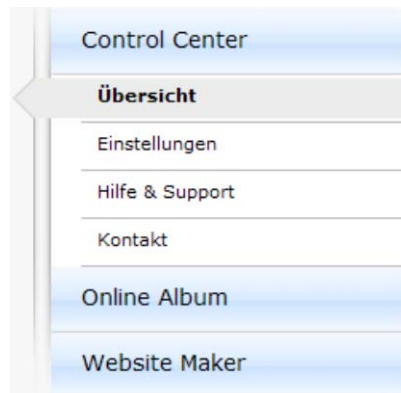 Control Center
Übersicht
Einstellungen
Hilfe & Support
Kontakt
Online Album
Website Maker